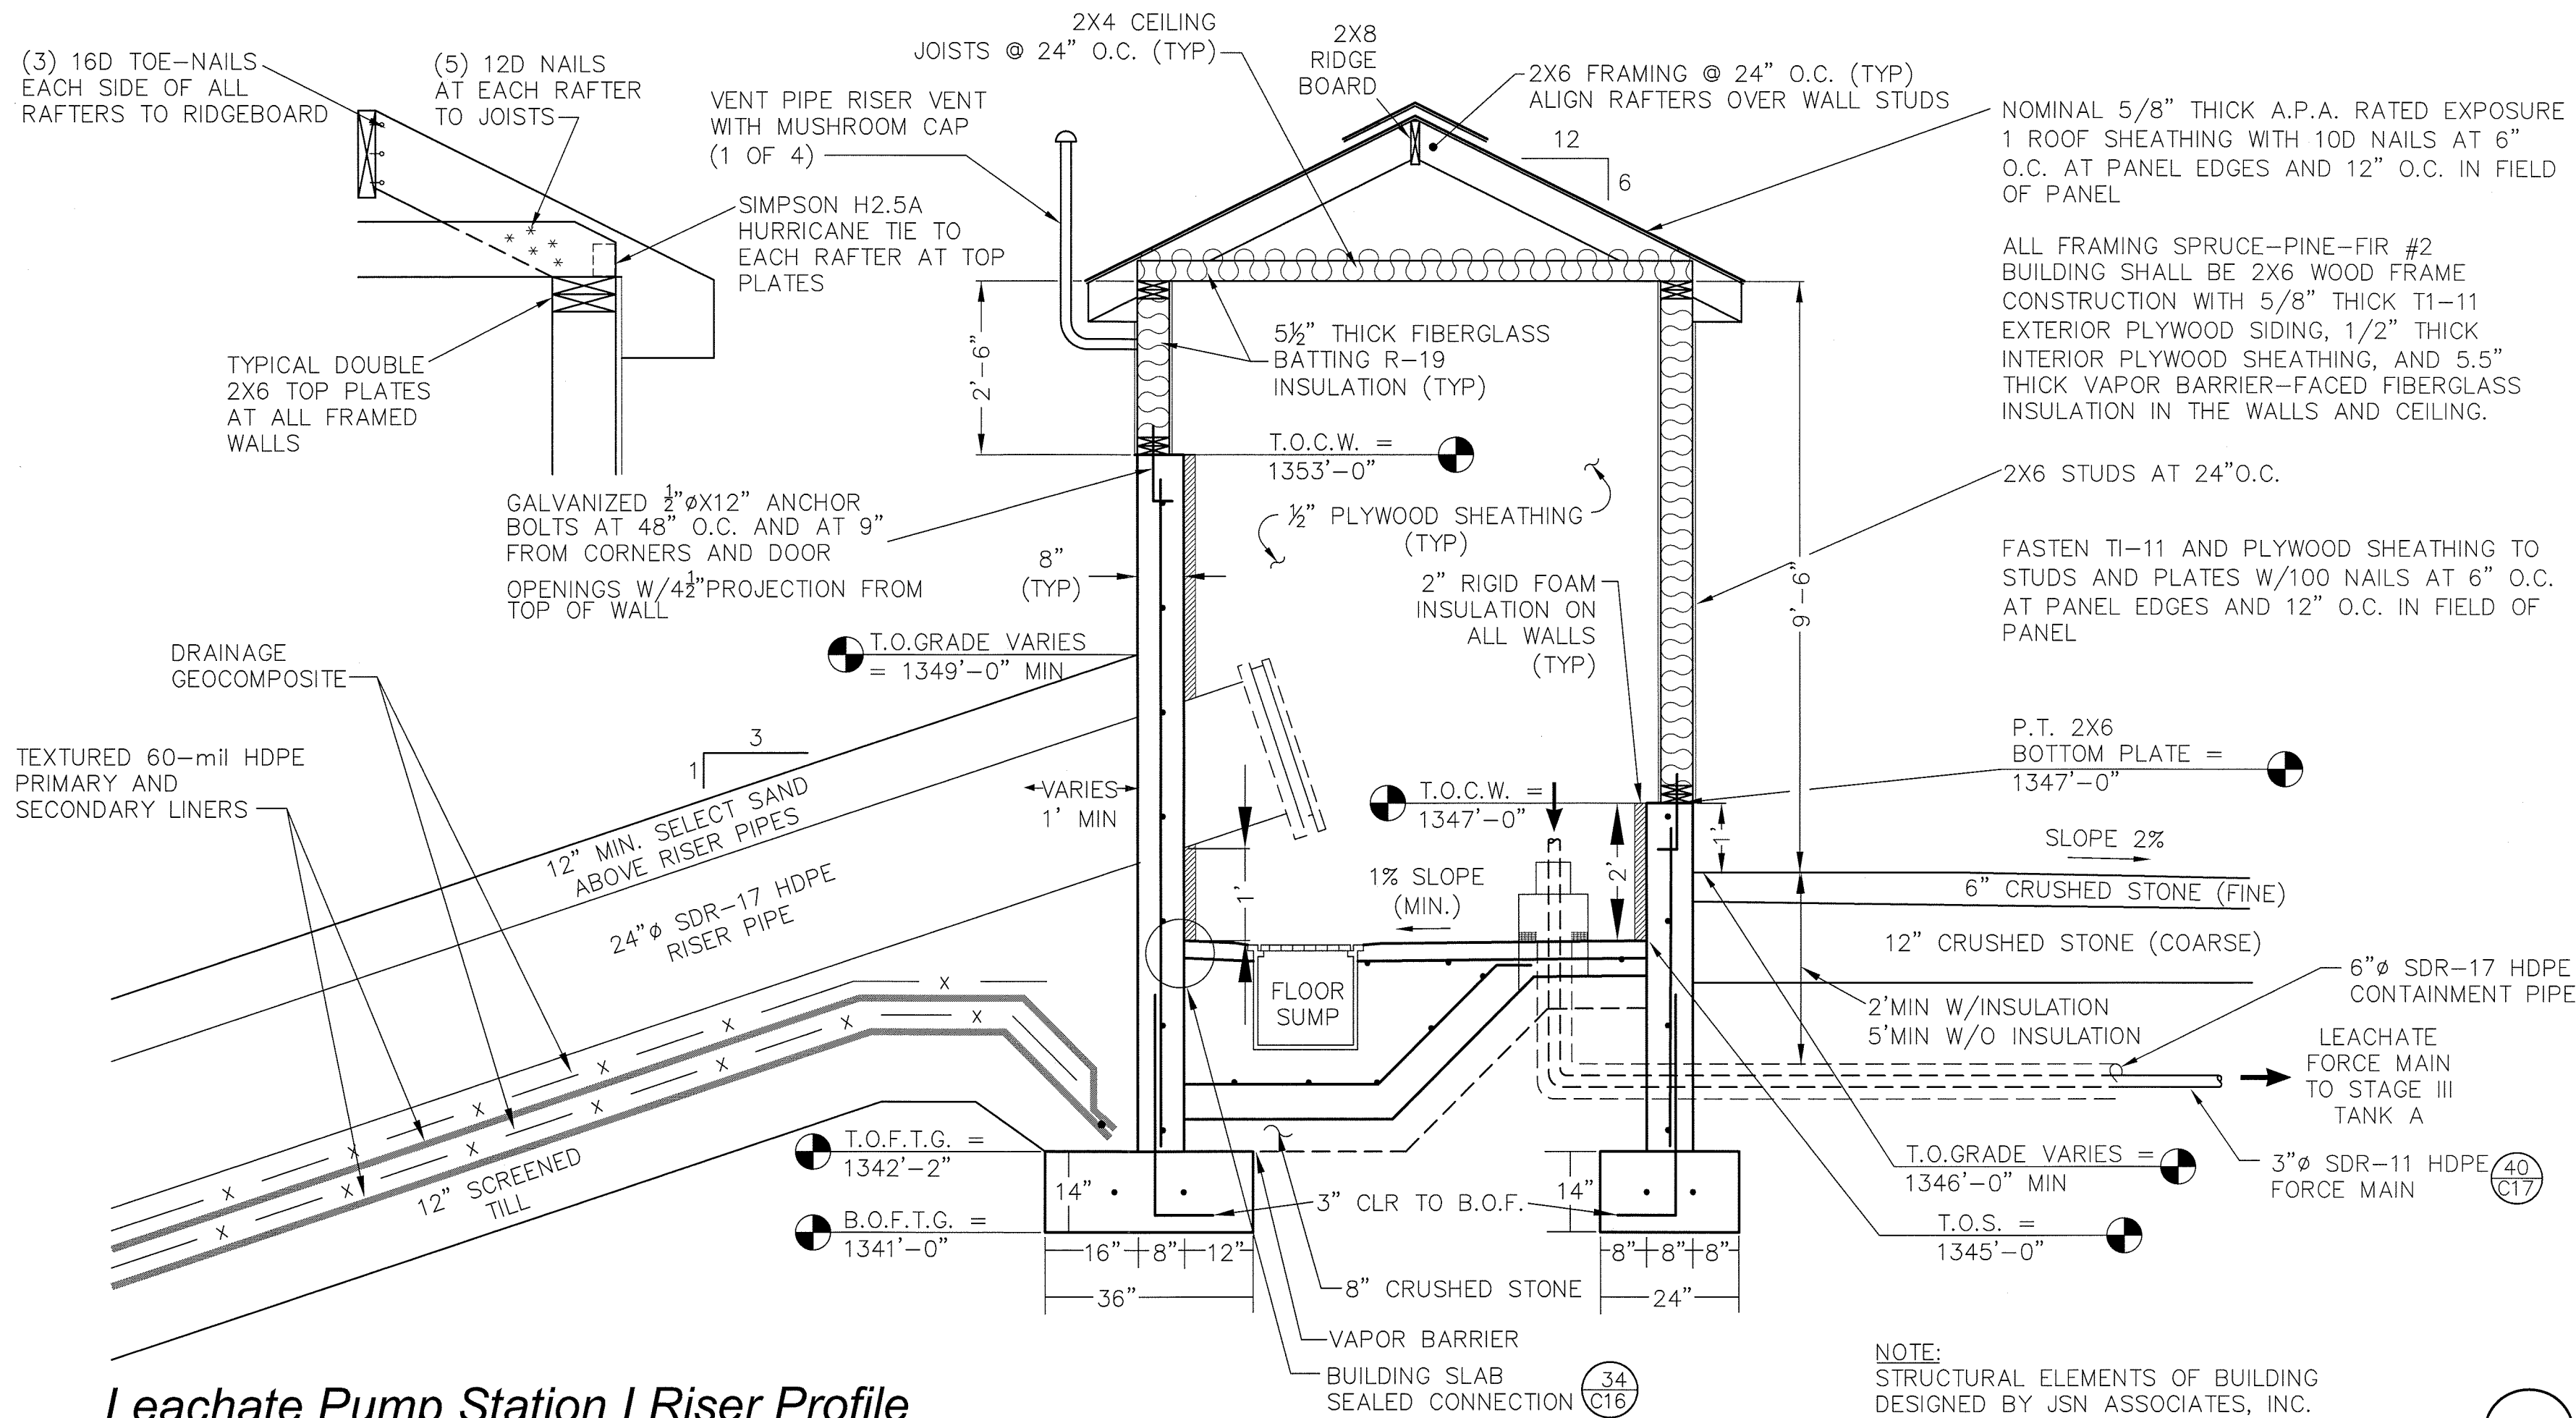 (3) 16D TOE-NAILS
EACH SIDE OF ALL
RAFTERS TO RIDGEBOARD
(5) 12D NAILS
AT EACH RAFTER
TO JOISTS
VENT PIPE RISER VENT
WITH MUSHROOM CAP
(1 OF 4)
2X4 CEILING
JOISTS @ 24" O.C. (TYP)
2X8
RIDGE
BOARD
2X6 FRAMING @ 24" O.C. (TYP)
ALIGN RAFTERS OVER WALL STUDS
12
6
NOMINAL 5/8" THICK A.P.A. RATED EXPOSURE
1 ROOF SHEATHING WITH 10D NAILS AT 6"
O.C. AT PANEL EDGES AND 12" O.C. IN FIELD
OF PANEL
SIMPSON H2.5A
HURRICANE TIE TO
EACH RAFTER AT TOP
PLATES
ALL FRAMING SPRUCE-PINE-FIR #2
BUILDING SHALL BE 2X6 WOOD FRAME
CONSTRUCTION WITH 5/8" THICK T1-11
EXTERIOR PLYWOOD SIDING, 1/2" THICK
INTERIOR PLYWOOD SHEATHING, AND 5.5"
THICK VAPOR BARRIER-FACED FIBERGLASS
INSULATION IN THE WALLS AND CEILING.
TYPICAL DOUBLE
2X6 TOP PLATES
AT ALL FRAMED
WALLS
2'-6"
5½" THICK FIBERGLASS
BATTING R-19
INSULATION (TYP)
T.O.C.W. =
1353'-0"
2X6 STUDS AT 24"O.C.
GALVANIZED ½"øX12" ANCHOR
BOLTS AT 48" O.C. AND AT 9"
FROM CORNERS AND DOOR
OPENINGS W/4½"PROJECTION FROM
TOP OF WALL
8"
(TYP)
½" PLYWOOD SHEATHING
(TYP)
2" RIGID FOAM
INSULATION ON
ALL WALLS
(TYP)
9'-6"
FASTEN TI-11 AND PLYWOOD SHEATHING TO
STUDS AND PLATES W/100 NAILS AT 6" O.C.
AT PANEL EDGES AND 12" O.C. IN FIELD OF
PANEL
T.O.GRADE VARIES
= 1349'-0" MIN
DRAINAGE
GEOCOMPOSITE
TEXTURED 60-mil HDPE
PRIMARY AND
SECONDARY LINERS
3
1
12" MIN. SELECT SAND
ABOVE RISER PIPES
VARIES
1' MIN
24"ø SDR-17 HDPE
RISER PIPE
T.O.C.W. =
1347'-0"
P.T. 2X6
BOTTOM PLATE =
1347'-0"
1'
2'
1'
1% SLOPE
(MIN.)
SLOPE 2%
6" CRUSHED STONE (FINE)
12" CRUSHED STONE (COARSE)
FLOOR
SUMP
2'MIN W/INSULATION
5'MIN W/O INSULATION
6"ø SDR-17 HDPE
CONTAINMENT PIPE
LEACHATE
FORCE MAIN
TO STAGE III
TANK A
X X X X X X X X X X X X X X
12" SCREENED
TILL
T.O.F.T.G. =
1342'-2"
B.O.F.T.G. =
1341'-0"
14"
3" CLR TO B.O.F.
14"
T.O.GRADE VARIES =
1346'-0" MIN
3"ø SDR-11 HDPE
FORCE MAIN
40
C17
T.O.S. =
1345'-0"
16" 8" 12"
36"
8" 8" 8"
24"
8" CRUSHED STONE
VAPOR BARRIER
BUILDING SLAB
SEALED CONNECTION
34
C16
NOTE:
STRUCTURAL ELEMENTS OF BUILDING
DESIGNED BY JSN ASSOCIATES, INC.
Leachate Pump Station I Riser Profile